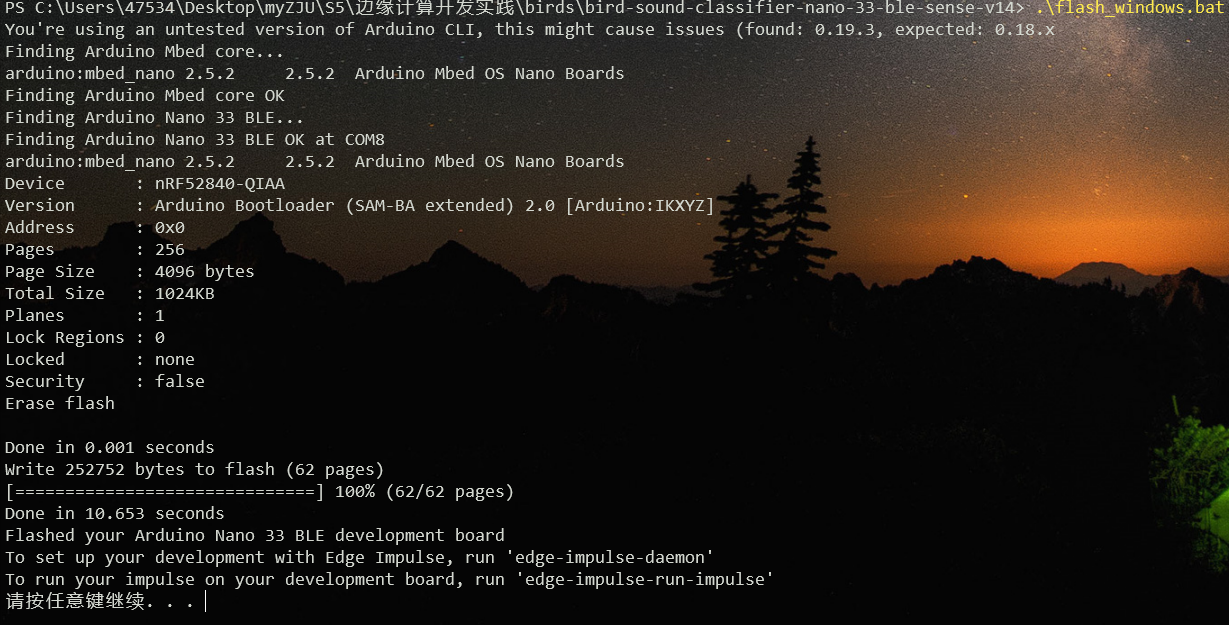 PS C:\Users\47534\Desktop\myZJU\S5\边缘计算开发实践\birds\bird-sound-classifier-nano-33-ble-sense-v14> .\flash_windows.bat
You're using an untested version of Arduino CLI, this might cause issues (found: 0.19.3, expected: 0.18.x
Finding Arduino Mbed core...
arduino:mbed_nano 2.5.2     2.5.2  Arduino Mbed OS Nano Boards
Finding Arduino Mbed core OK
Finding Arduino Nano 33 BLE...
Finding Arduino Nano 33 BLE OK at COM8
arduino:mbed_nano 2.5.2     2.5.2  Arduino Mbed OS Nano Boards
Device       : nRF52840-QIAA
Version      : Arduino Bootloader (SAM-BA extended) 2.0 [Arduino:IKXYZ]
Address      : 0x0
Pages        : 256
Page Size    : 4096 bytes
Total Size   : 1024KB
Planes       : 1
Lock Regions : 0
Locked       : none
Security     : false
Erase flash
Done in 0.001 seconds
Write 252752 bytes to flash (62 pages)
[==============================] 100% (62/62 pages)
Done in 10.653 seconds
Flashed your Arduino Nano 33 BLE development board
To set up your development with Edge Impulse, run 'edge-impulse-daemon'
To run your impulse on your development board, run 'edge-impulse-run-impulse'
请按任意键继续. . .